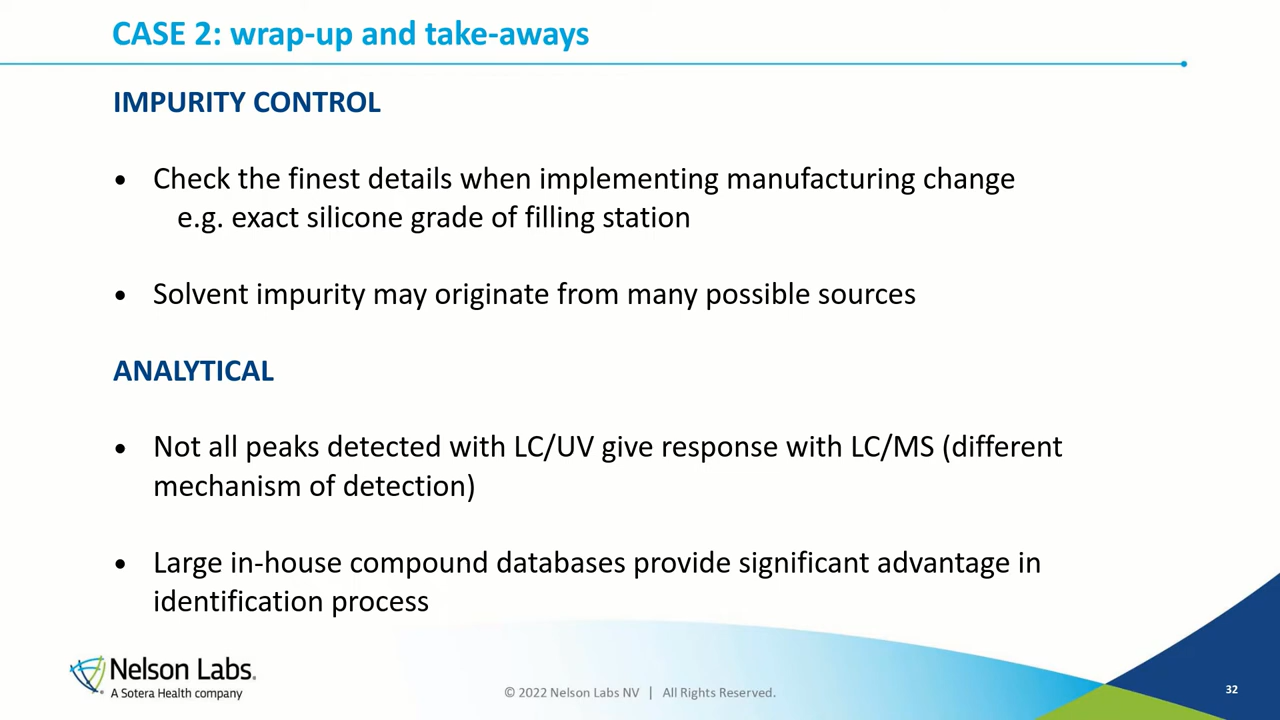 CASE 2: wrap-up and take-aways
IMPURITY CONTROL
• Check the finest details when implementing manufacturing change
e.g. exact silicone grade of filling station
• Solvent impurity may originate from many possible sources
ANALYTICAL
• Not all peaks detected with LC/UV give response with LC/MS (different
mechanism of detection)
• Large in-house compound databases provide significant advantage in
identification process
Nelson Labs.
A Sotera Health company
© 2022 Nelson Labs NV | All Rights Reserved.
32